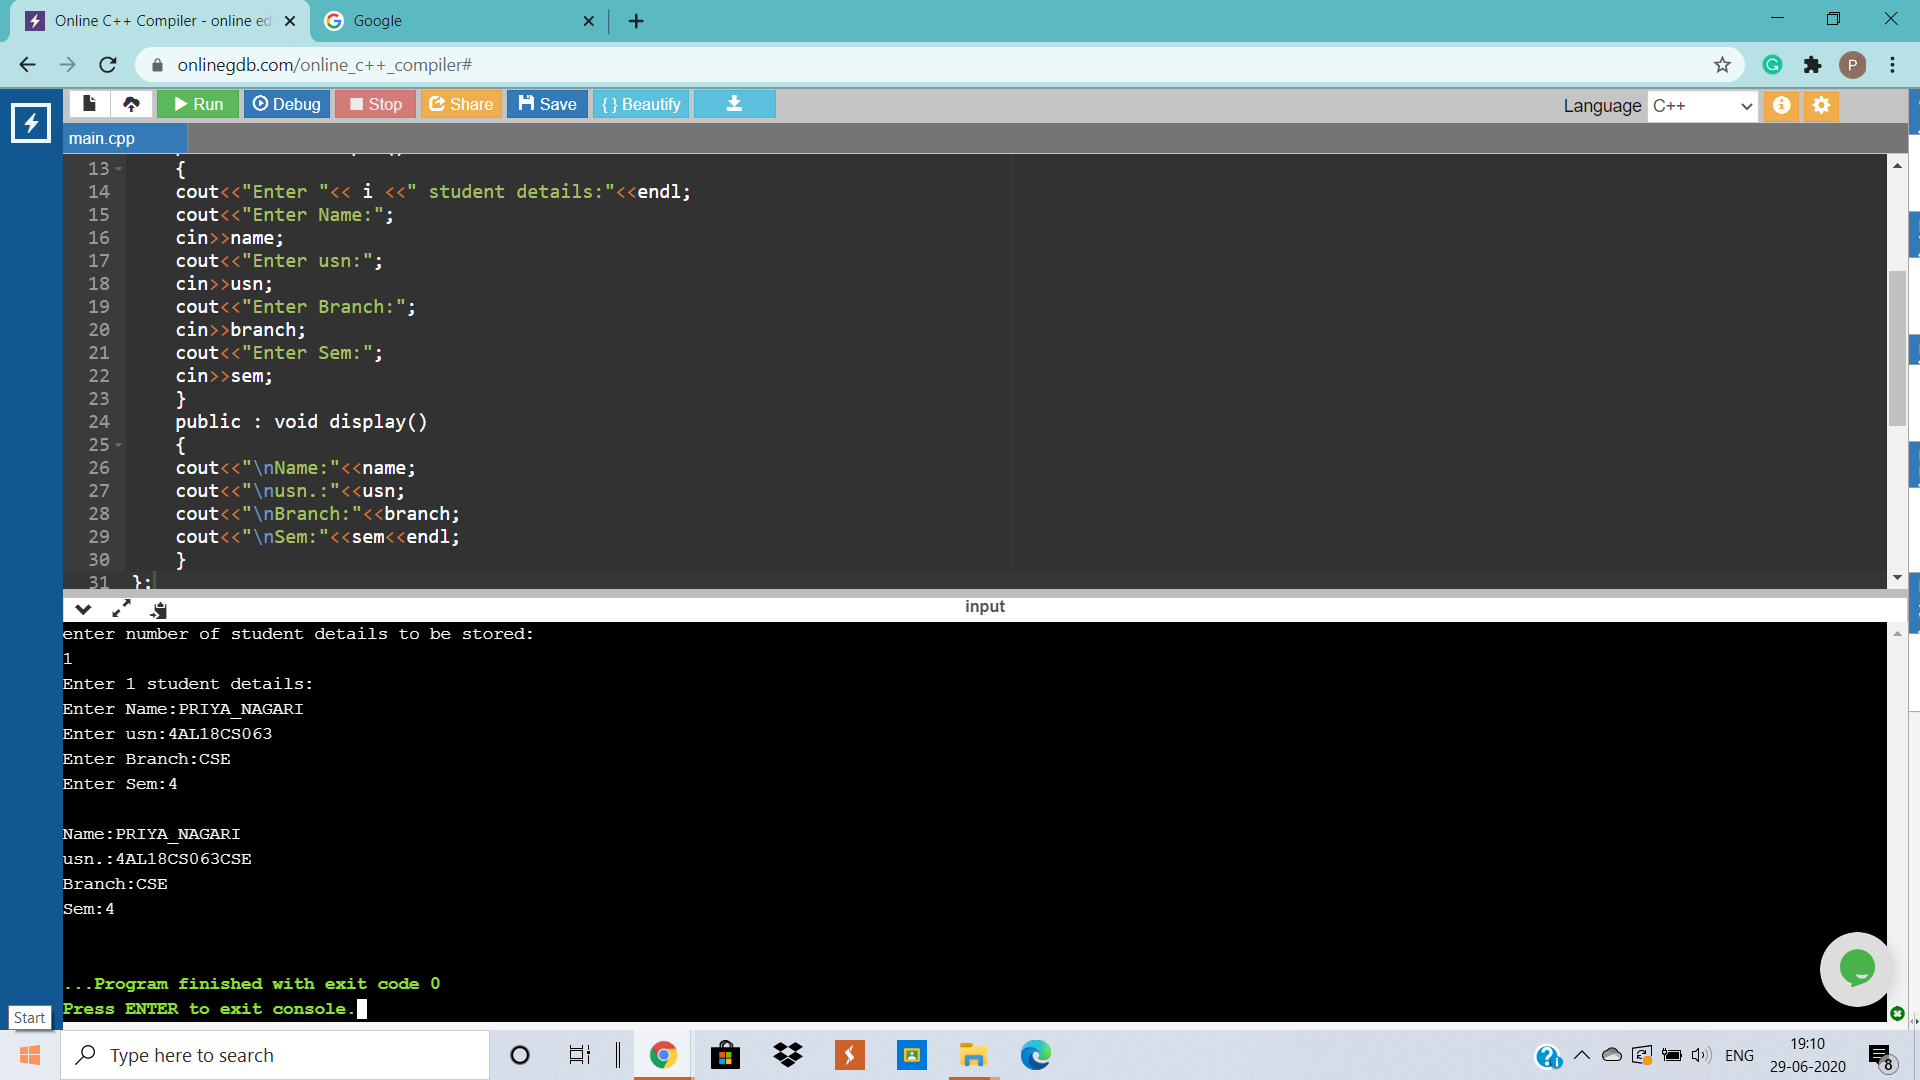 Online C++ Compiler - online ed
Google
onlinegdb.com/online_c++_compiler#
P
Run Debug Stop Share Save { } Beautify
Language C++
main.cpp
13 {
14 cout<<"Enter "<< i <<" student details:"<<endl;
15 cout<<"Enter Name:";
16 cin>>name;
17 cout<<"Enter usn:";
18 cin>>usn;
19 cout<<"Enter Branch:";
20 cin>>branch;
21 cout<<"Enter Sem:";
22 cin>>sem;
23 }
24 public : void display()
25 {
26 cout<<"\nName:"<<name;
27 cout<<"\nusn.:"<<usn;
28 cout<<"\nBranch:"<<branch;
29 cout<<"\nSem:"<<sem<<endl;
30 }
31 };
input
enter number of student details to be stored:
1
Enter 1 student details:
Enter Name:PRIYA_NAGARI
Enter usn:4AL18CS063
Enter Branch:CSE
Enter Sem:4
Name:PRIYA_NAGARI
usn.:4AL18CS063CSE
Branch:CSE
Sem:4
...Program finished with exit code 0
Press ENTER to exit console.
Start
Type here to search
ENG
19:10
29-06-2020
8